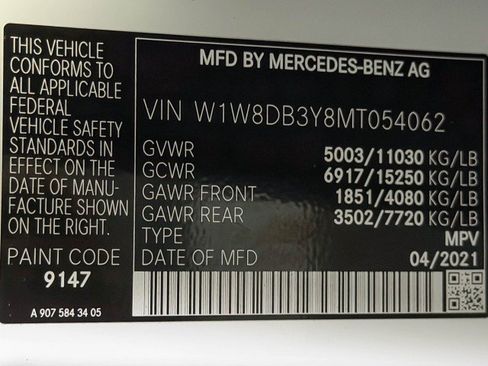 THIS VEHICLE
CONFORMS TO
ALL APPLICABLE
FEDERAL
VEHICLE SAFETY
STANDARDS IN
EFFECT ON THE
DATE OF MANU-
FACTURE SHOWN
ON THE RIGHT.
PAINT CODE
9147
A 907 584 34 05
MFD BY MERCEDES-BENZ AG
VIN W1W8DB3Y8MT054062
GVWR 5003/11030 KG/LB
GCWR 6917/15250 KG/LB
GAWR FRONT 1851/4080 KG/LB
GAWR REAR 3502/7720 KG/LB
TYPE MPV
DATE OF MFD 04/2021